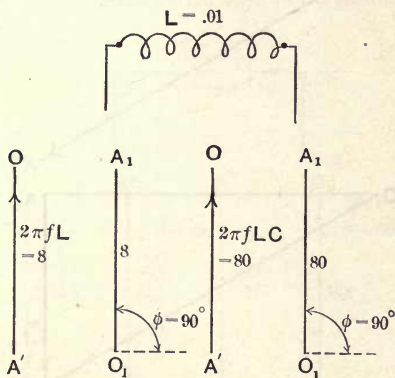 L = .01
O A₁ O A₁
2πfL 2πfLC
= 8 8 = 80 80
φ = 90° φ = 90°
A′ O₁ A′ O₁